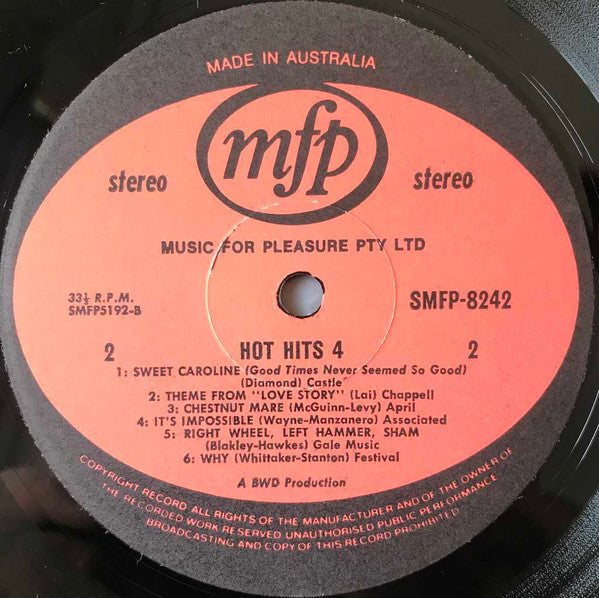 MADE IN AUSTRALIA
mfp
stereo stereo
MUSIC FOR PLEASURE PTY LTD
33⅓ R.P.M.
SMFP5192-B
SMFP-8242
2 HOT HITS 4 2
1: SWEET CAROLINE (Good Times Never Seemed So Good)
(Diamond) Castle
2: THEME FROM "LOVE STORY" (Lai) Chappell
3: CHESTNUT MARE (McGuinn-Levy) April
4: IT'S IMPOSSIBLE (Wayne-Manzanero) Associated
5: RIGHT WHEEL, LEFT HAMMER, SHAM
(Blakley-Hawkes) Gale Music
6: WHY (Whittaker-Stanton) Festival
A BWD Production
COPYRIGHT RECORD ALL RIGHTS OF THE MANUFACTURER AND OF THE OWNER OF
THE RECORDED WORK RESERVED UNAUTHORISED PUBLIC PERFORMANCE
BROADCASTING AND COPY OF THIS RECORD PROHIBITED